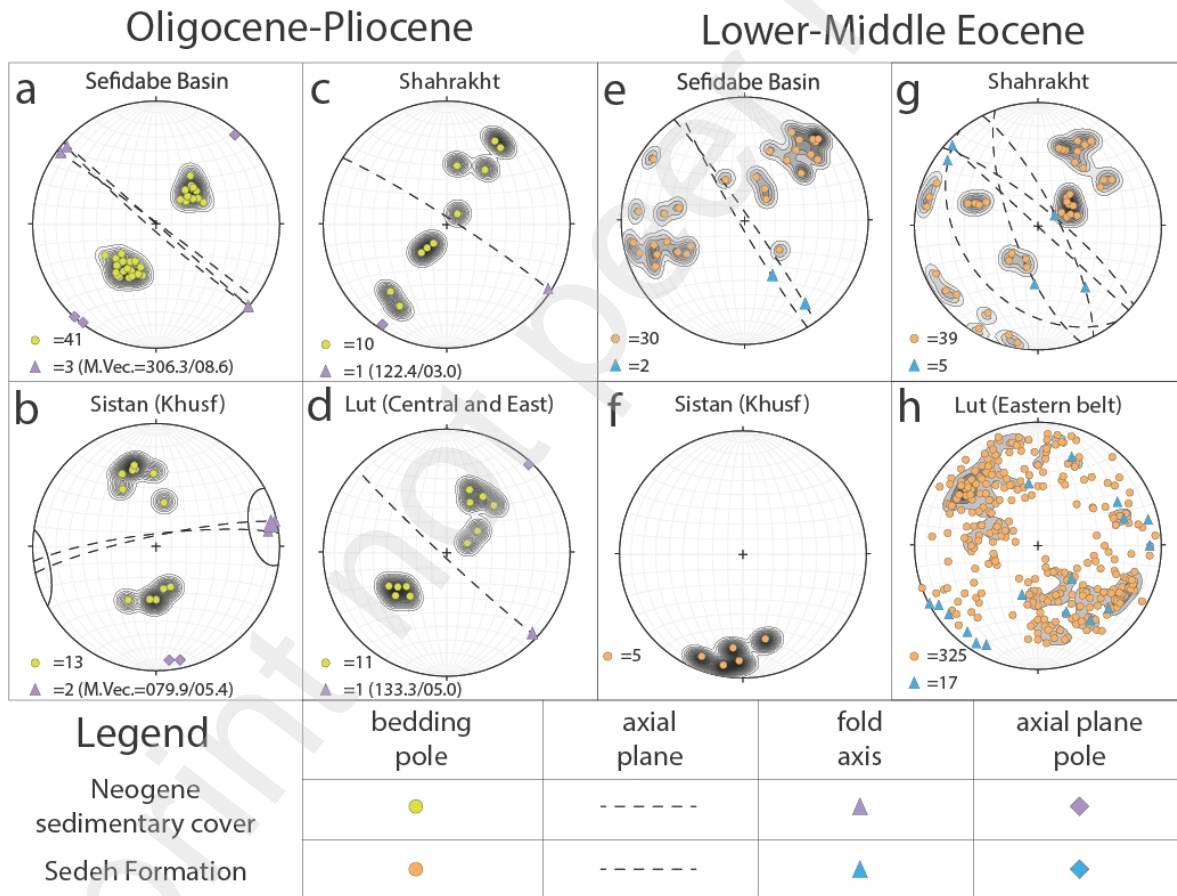 Oligocene-Pliocene
Lower-Middle Eocene
a
Sefidabe Basin
=41
=3 (M.Vec.=306.3/08.6)
c
Shahrakht
=10
=1 (122.4/03.0)
e
Sefidabe Basin
=30
=2
g
Shahrakht
=39
=5
b
Sistan (Khusf)
=13
=2 (M.Vec.=079.9/05.4)
d
Lut (Central and East)
=11
=1 (133.3/05.0)
f
Sistan (Khusf)
=5
h
Lut (Eastern belt)
=325
=17
Legend
bedding
pole
axial
plane
fold
axis
axial plane
pole
Neogene
sedimentary cover
Sedeh Formation